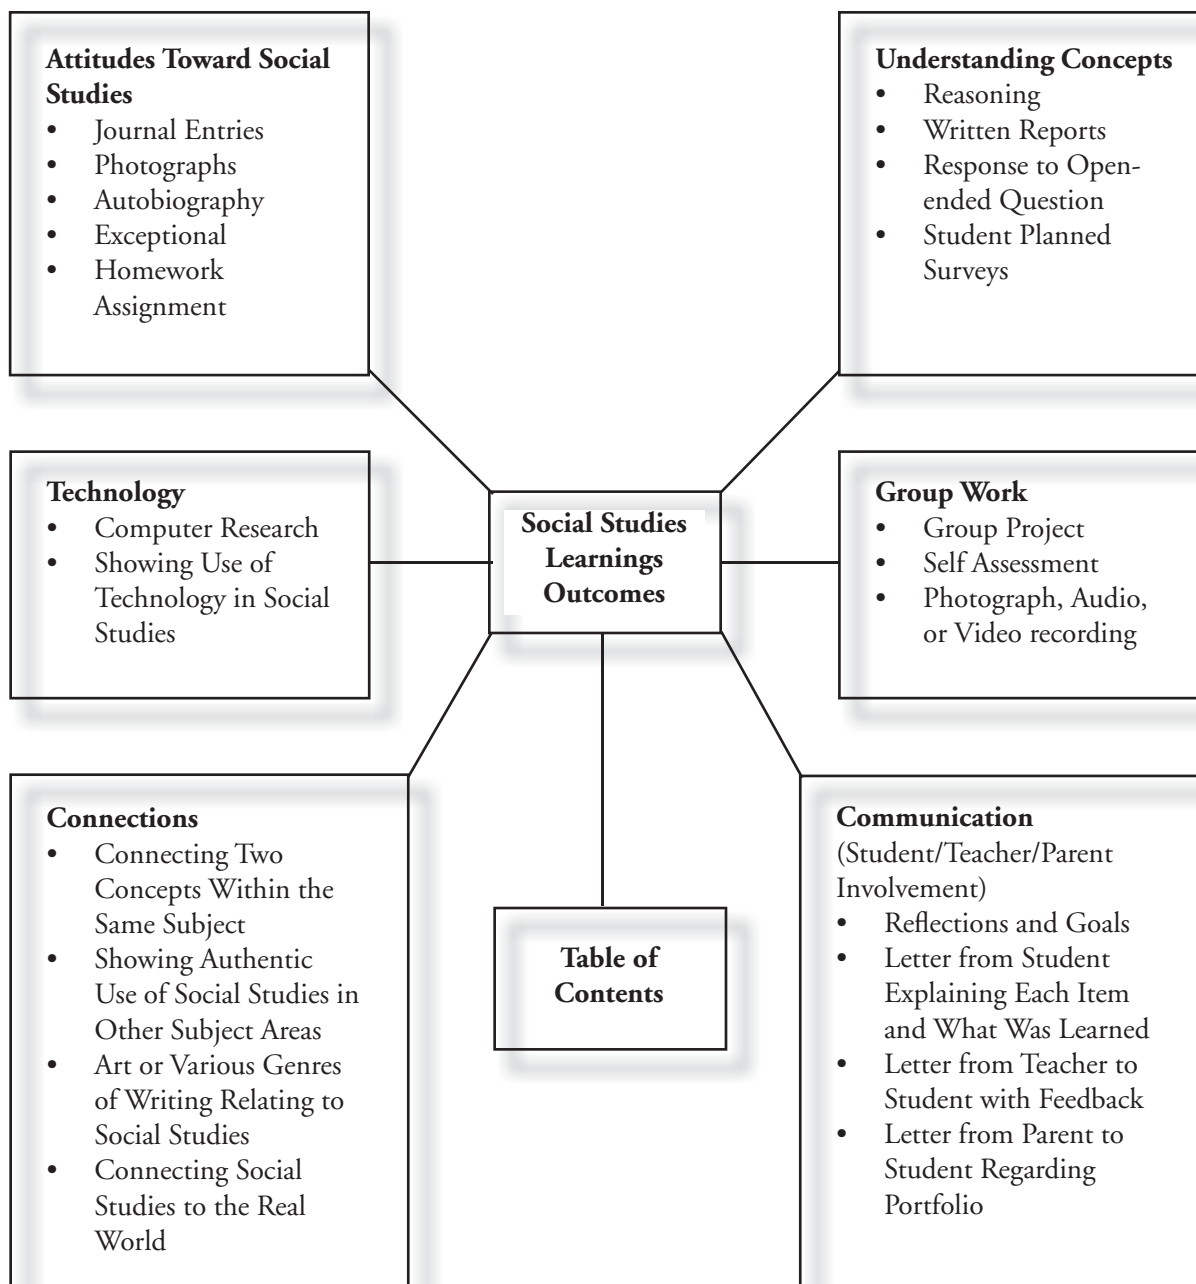 Attitudes Toward Social
Studies
• Journal Entries
• Photographs
• Autobiography
• Exceptional
• Homework
Assignment
Understanding Concepts
• Reasoning
• Written Reports
• Response to Open-
ended Question
• Student Planned
Surveys
Technology
• Computer Research
• Showing Use of
Technology in Social
Studies
Social Studies
Learnings
Outcomes
Group Work
• Group Project
• Self Assessment
• Photograph, Audio,
or Video recording
Connections
• Connecting Two
Concepts Within the
Same Subject
• Showing Authentic
Use of Social Studies in
Other Subject Areas
• Art or Various Genres
of Writing Relating to
Social Studies
• Connecting Social
Studies to the Real
World
Table of
Contents
Communication
(Student/Teacher/Parent
Involvement)
• Reflections and Goals
• Letter from Student
Explaining Each Item
and What Was Learned
• Letter from Teacher to
Student with Feedback
• Letter from Parent to
Student Regarding
Portfolio